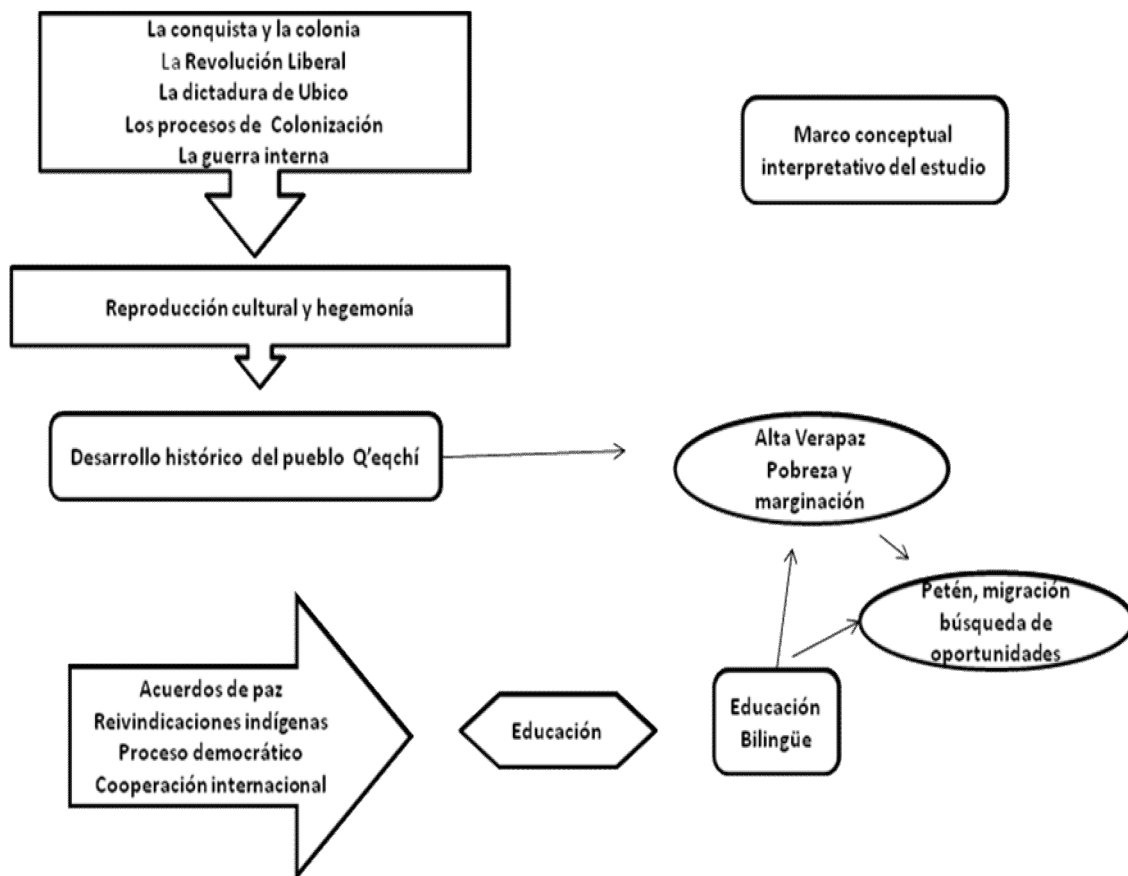 La conquista y la colonia
La Revolución Liberal
La dictadura de Ubico
Los procesos de Colonización
La guerra interna
Marco conceptual
interpretativo del estudio
Reproducción cultural y hegemonía
Desarrollo histórico del pueblo Q'eqchí
Alta Verapaz
Pobreza y
marginación
Petén, migración
búsqueda de
oportunidades
Acuerdos de paz
Reivindicaciones indígenas
Proceso democrático
Cooperación internacional
Educación
Educación
Bilingüe